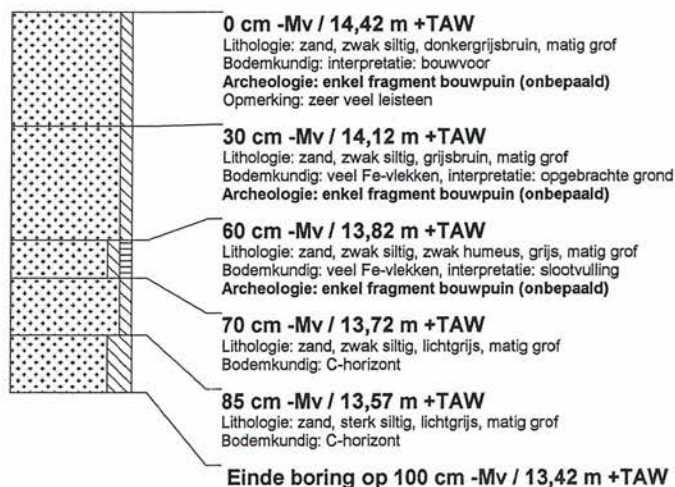 0 cm -Mv / 14,42 m +TAW
Lithologie: zand, zwak siltig, donkergrijsbruin, matig grof
Bodemkundig: interpretatie: bouwvoor
Archeologie: enkel fragment bouwpuin (onbepaald)
Opmerking: zeer veel leisteen
30 cm -Mv / 14,12 m +TAW
Lithologie: zand, zwak siltig, grijsbruin, matig grof
Bodemkundig: veel Fe-vlekken, interpretatie: opgebrachte grond
Archeologie: enkel fragment bouwpuin (onbepaald)
60 cm -Mv / 13,82 m +TAW
Lithologie: zand, zwak siltig, zwak humeus, grijs, matig grof
Bodemkundig: veel Fe-vlekken, interpretatie: slootvulling
Archeologie: enkel fragment bouwpuin (onbepaald)
70 cm -Mv / 13,72 m +TAW
Lithologie: zand, zwak siltig, lichtgrijs, matig grof
Bodemkundig: C-horizont
85 cm -Mv / 13,57 m +TAW
Lithologie: zand, sterk siltig, lichtgrijs, matig grof
Bodemkundig: C-horizont
Einde boring op 100 cm -Mv / 13,42 m +TAW